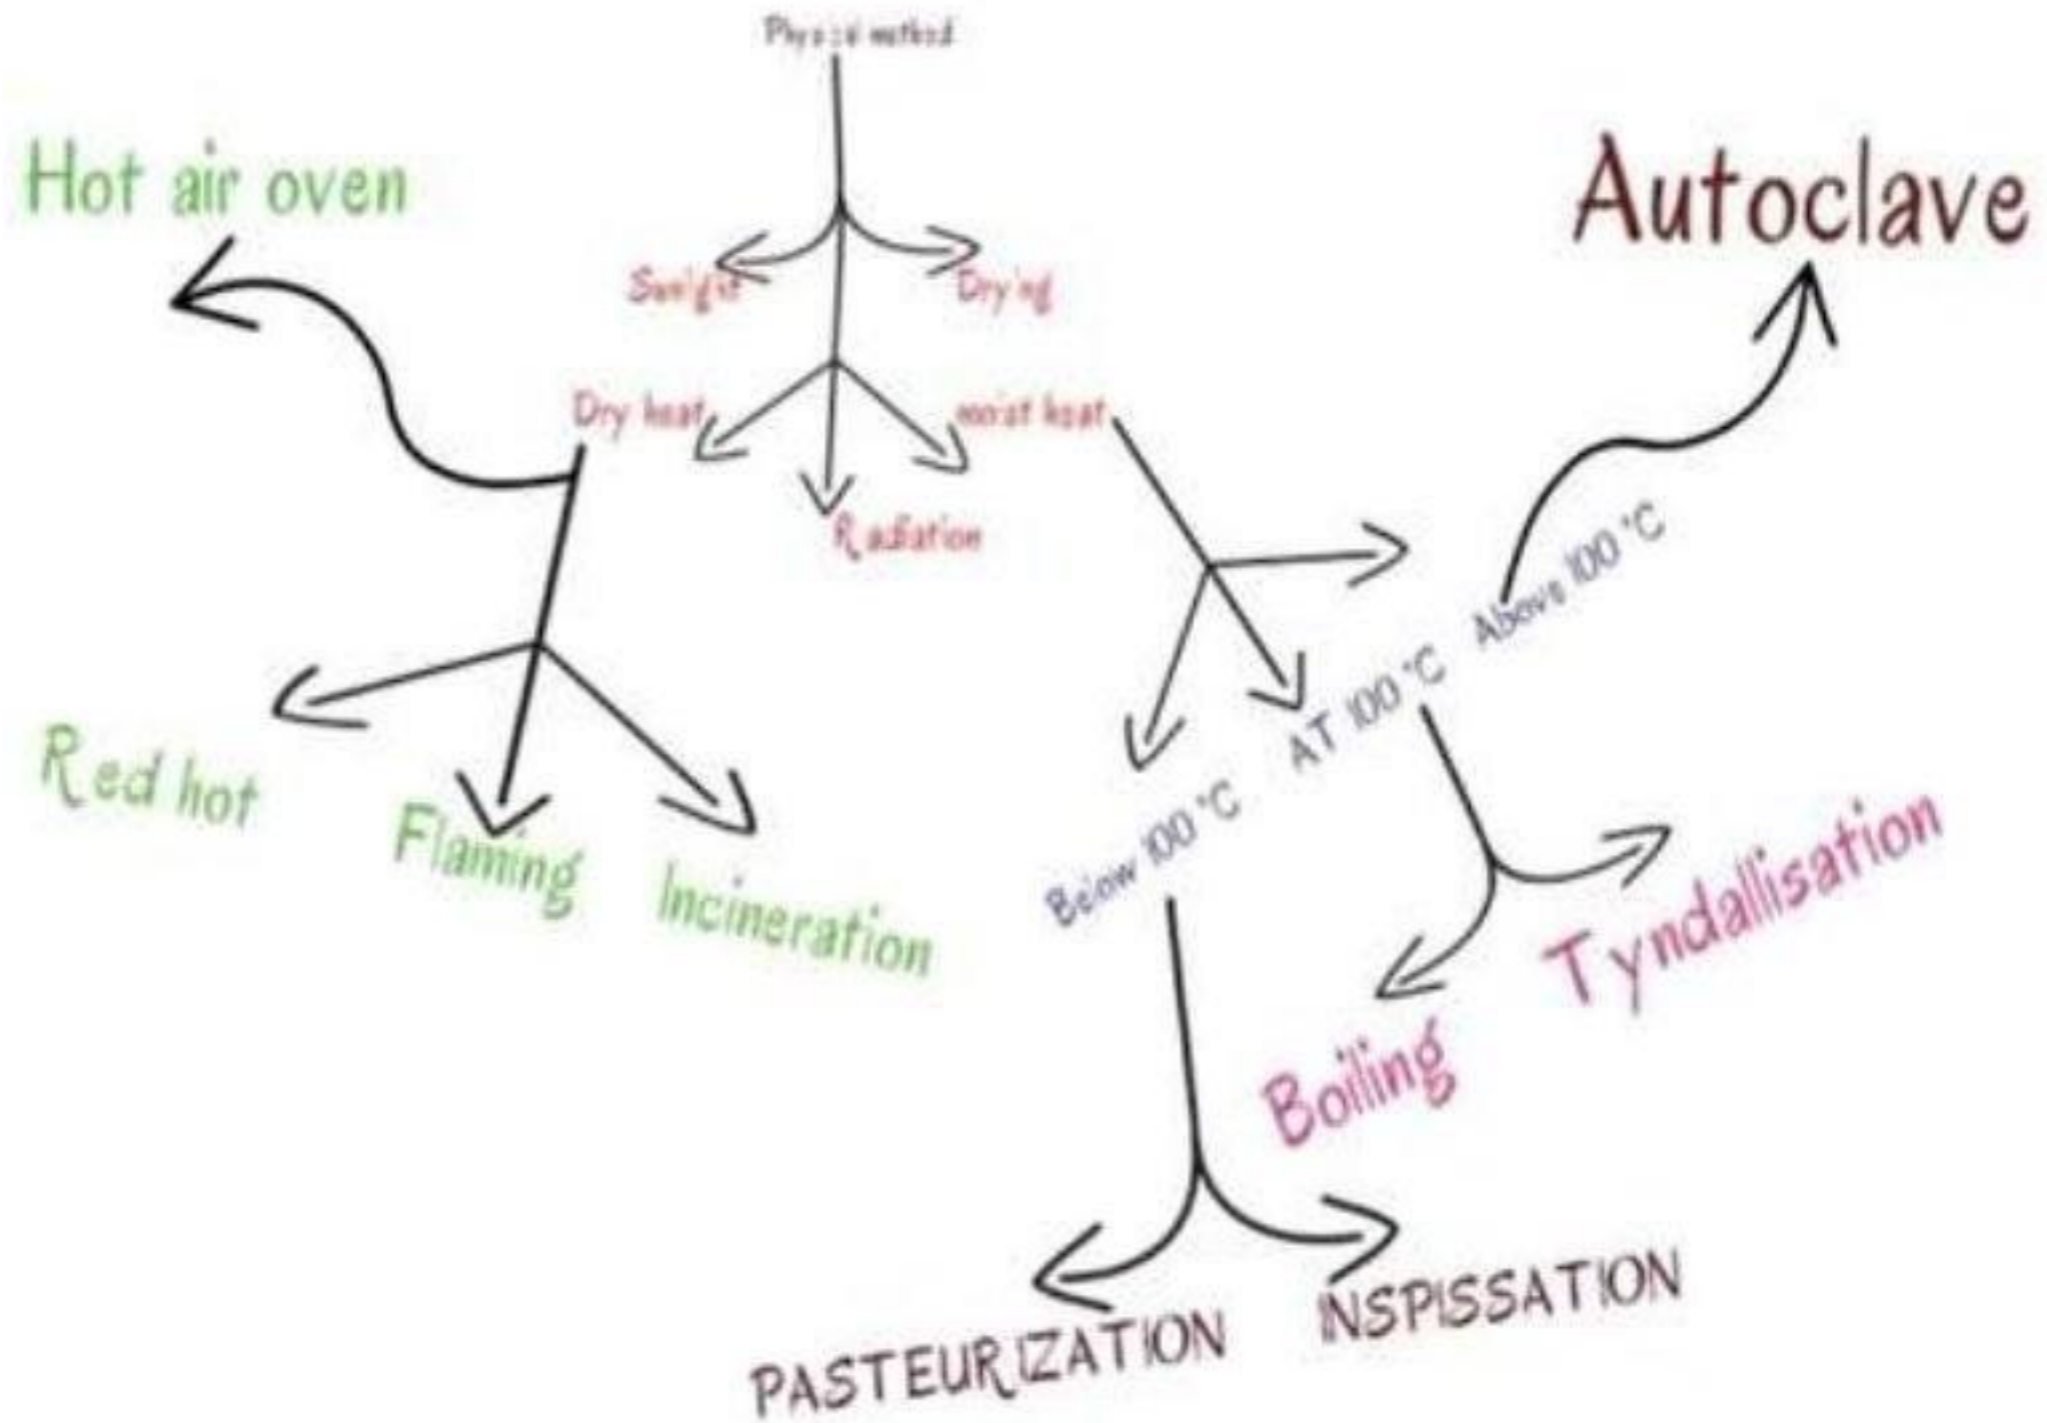 Physical method
Hot air oven
Autoclave
Sunlight
Drying
Dry heat
moist heat
Radiation
Above 100 °C
AT 100 °C
Below 100 °C
Red hot
Flaming
Incineration
Tyndallisation
Boiling
PASTEURIZATION
INSPISSATION